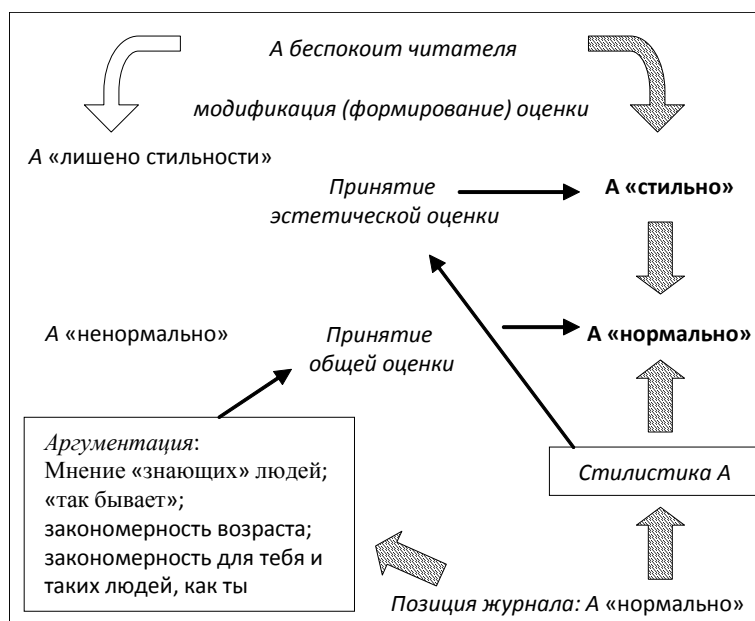 А беспокоит читателя
модификация (формирование) оценки
А «лишено стильности»
Принятие
эстетической оценки
А «стильно»
А «ненормально»
Принятие
общей оценки
А «нормально»
Аргументация:
Мнение «знающих» людей;
«так бывает»;
закономерность возраста;
закономерность для тебя и
таких людей, как ты
Стилистика А
Позиция журнала: А «нормально»